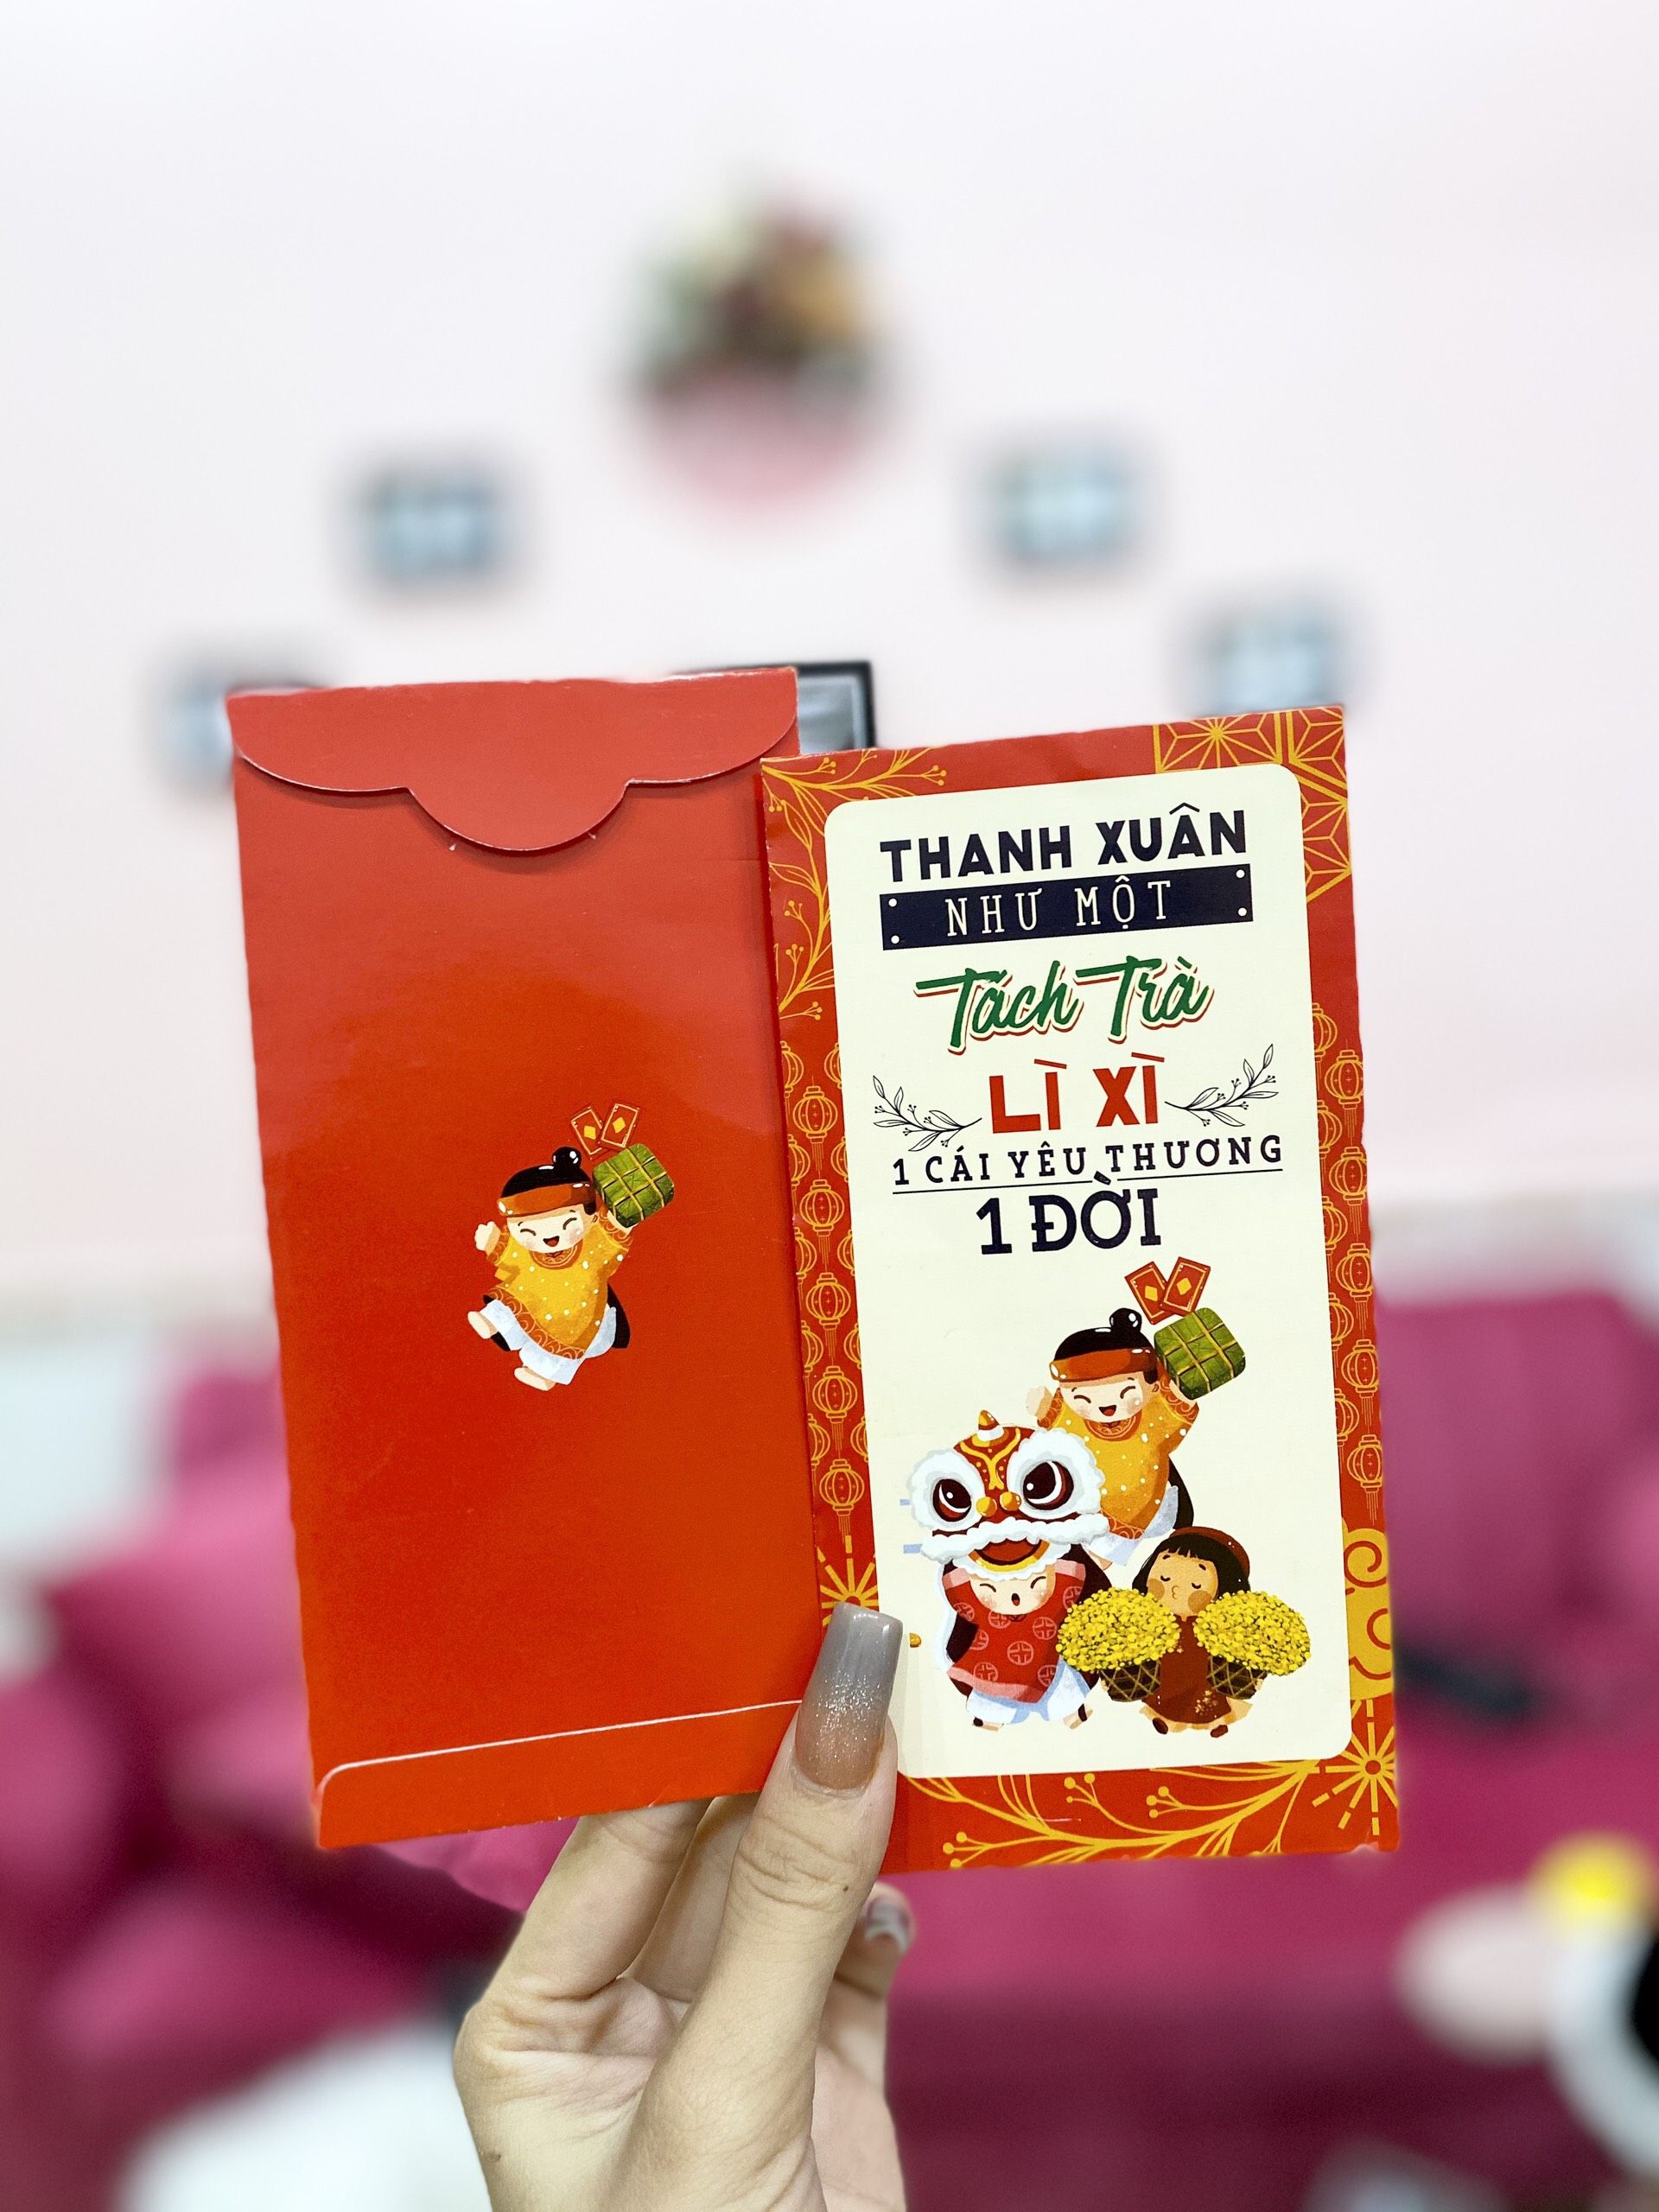 THANH XUÂN
NHƯ MỘT
Tách Trà
LÌ XÌ
1 CÁI YÊU THƯƠNG
1 ĐỜI